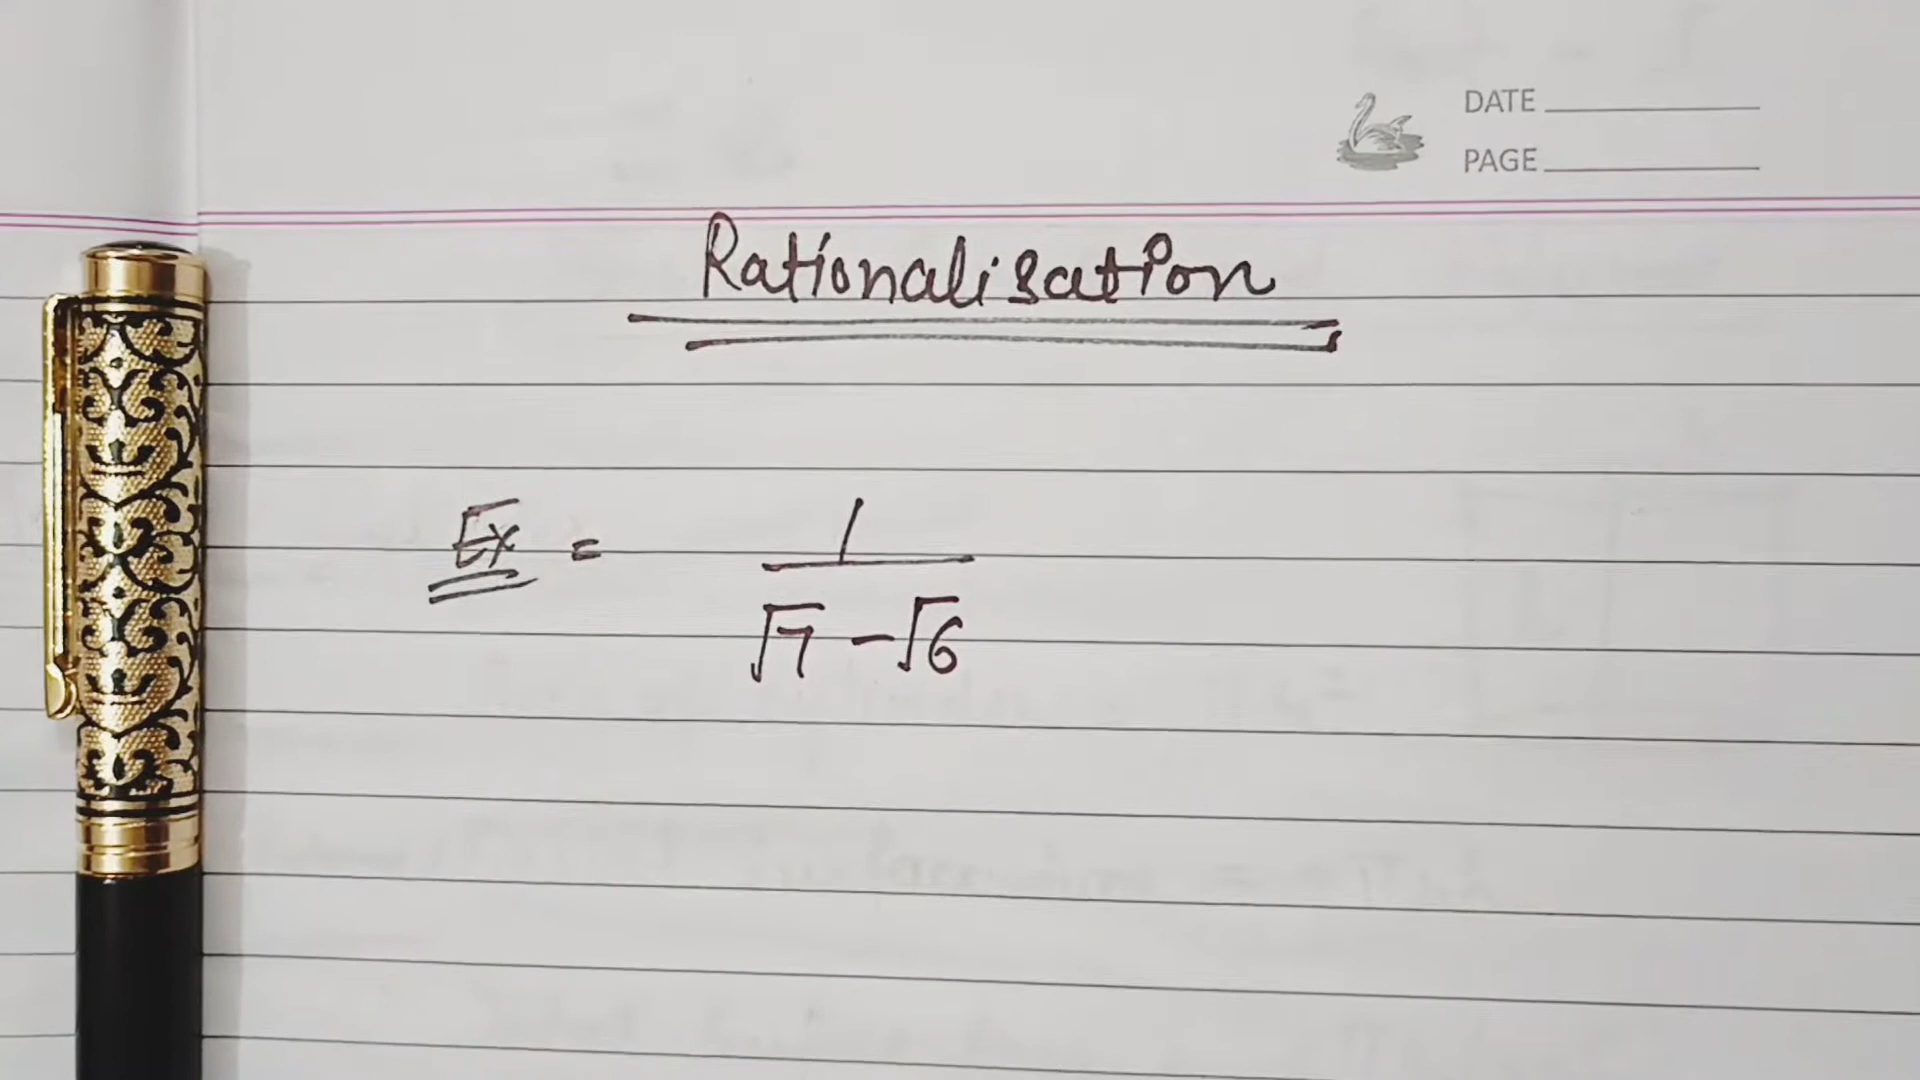 DATE
PAGE
Rationalisation
Ex = 1
√7 - √6